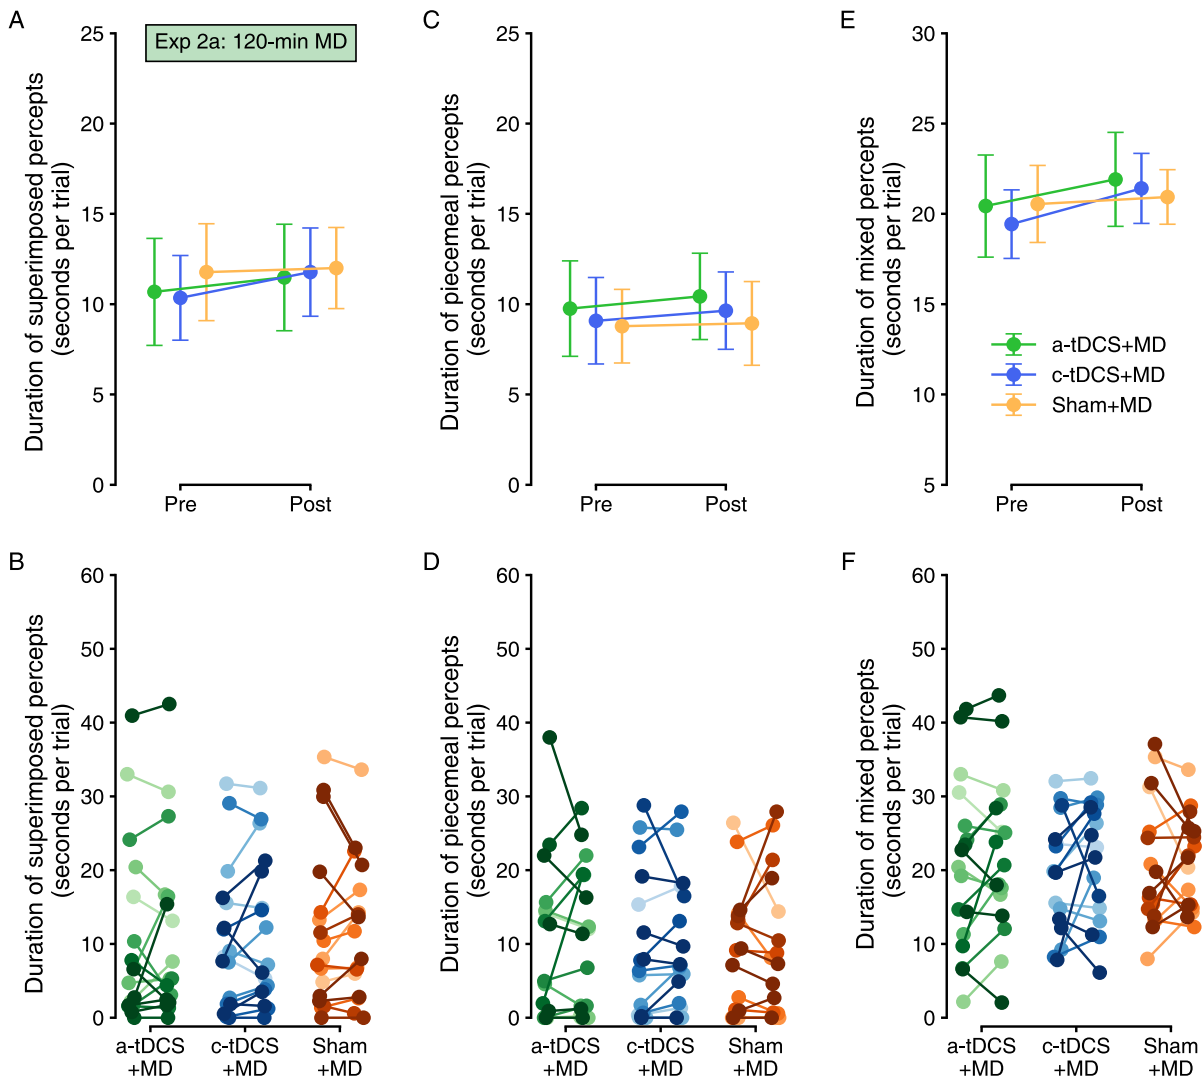 A
Exp 2a: 120-min MD
Duration of superimposed percepts
(seconds per trial)
25
20
15
10
5
0
Pre
Post
C
Duration of piecemeal percepts
(seconds per trial)
25
20
15
10
5
0
Pre
Post
E
Duration of mixed percepts
(seconds per trial)
30
25
20
15
10
5
a-tDCS+MD
c-tDCS+MD
Sham+MD
Pre
Post
B
Duration of superimposed percepts
(seconds per trial)
60
50
40
30
20
10
0
a-tDCS
+MD
c-tDCS
+MD
Sham
+MD
D
Duration of piecemeal percepts
(seconds per trial)
60
50
40
30
20
10
0
a-tDCS
+MD
c-tDCS
+MD
Sham
+MD
F
Duration of mixed percepts
(seconds per trial)
60
50
40
30
20
10
0
a-tDCS
+MD
c-tDCS
+MD
Sham
+MD